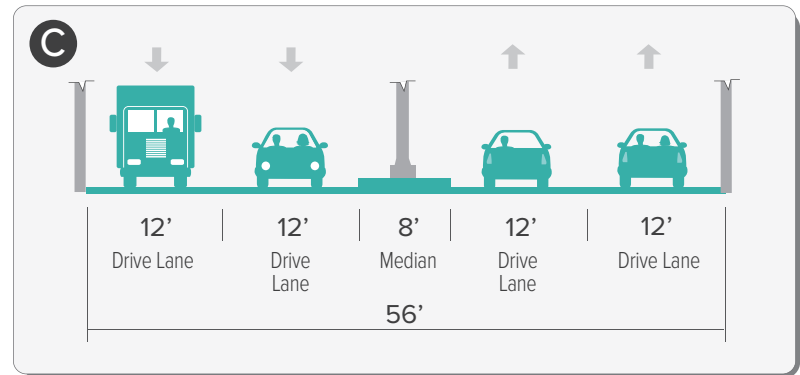 C
12’ 12’ 8’ 12’ 12’
Drive Lane Drive Lane Median Drive Lane Drive Lane
56’